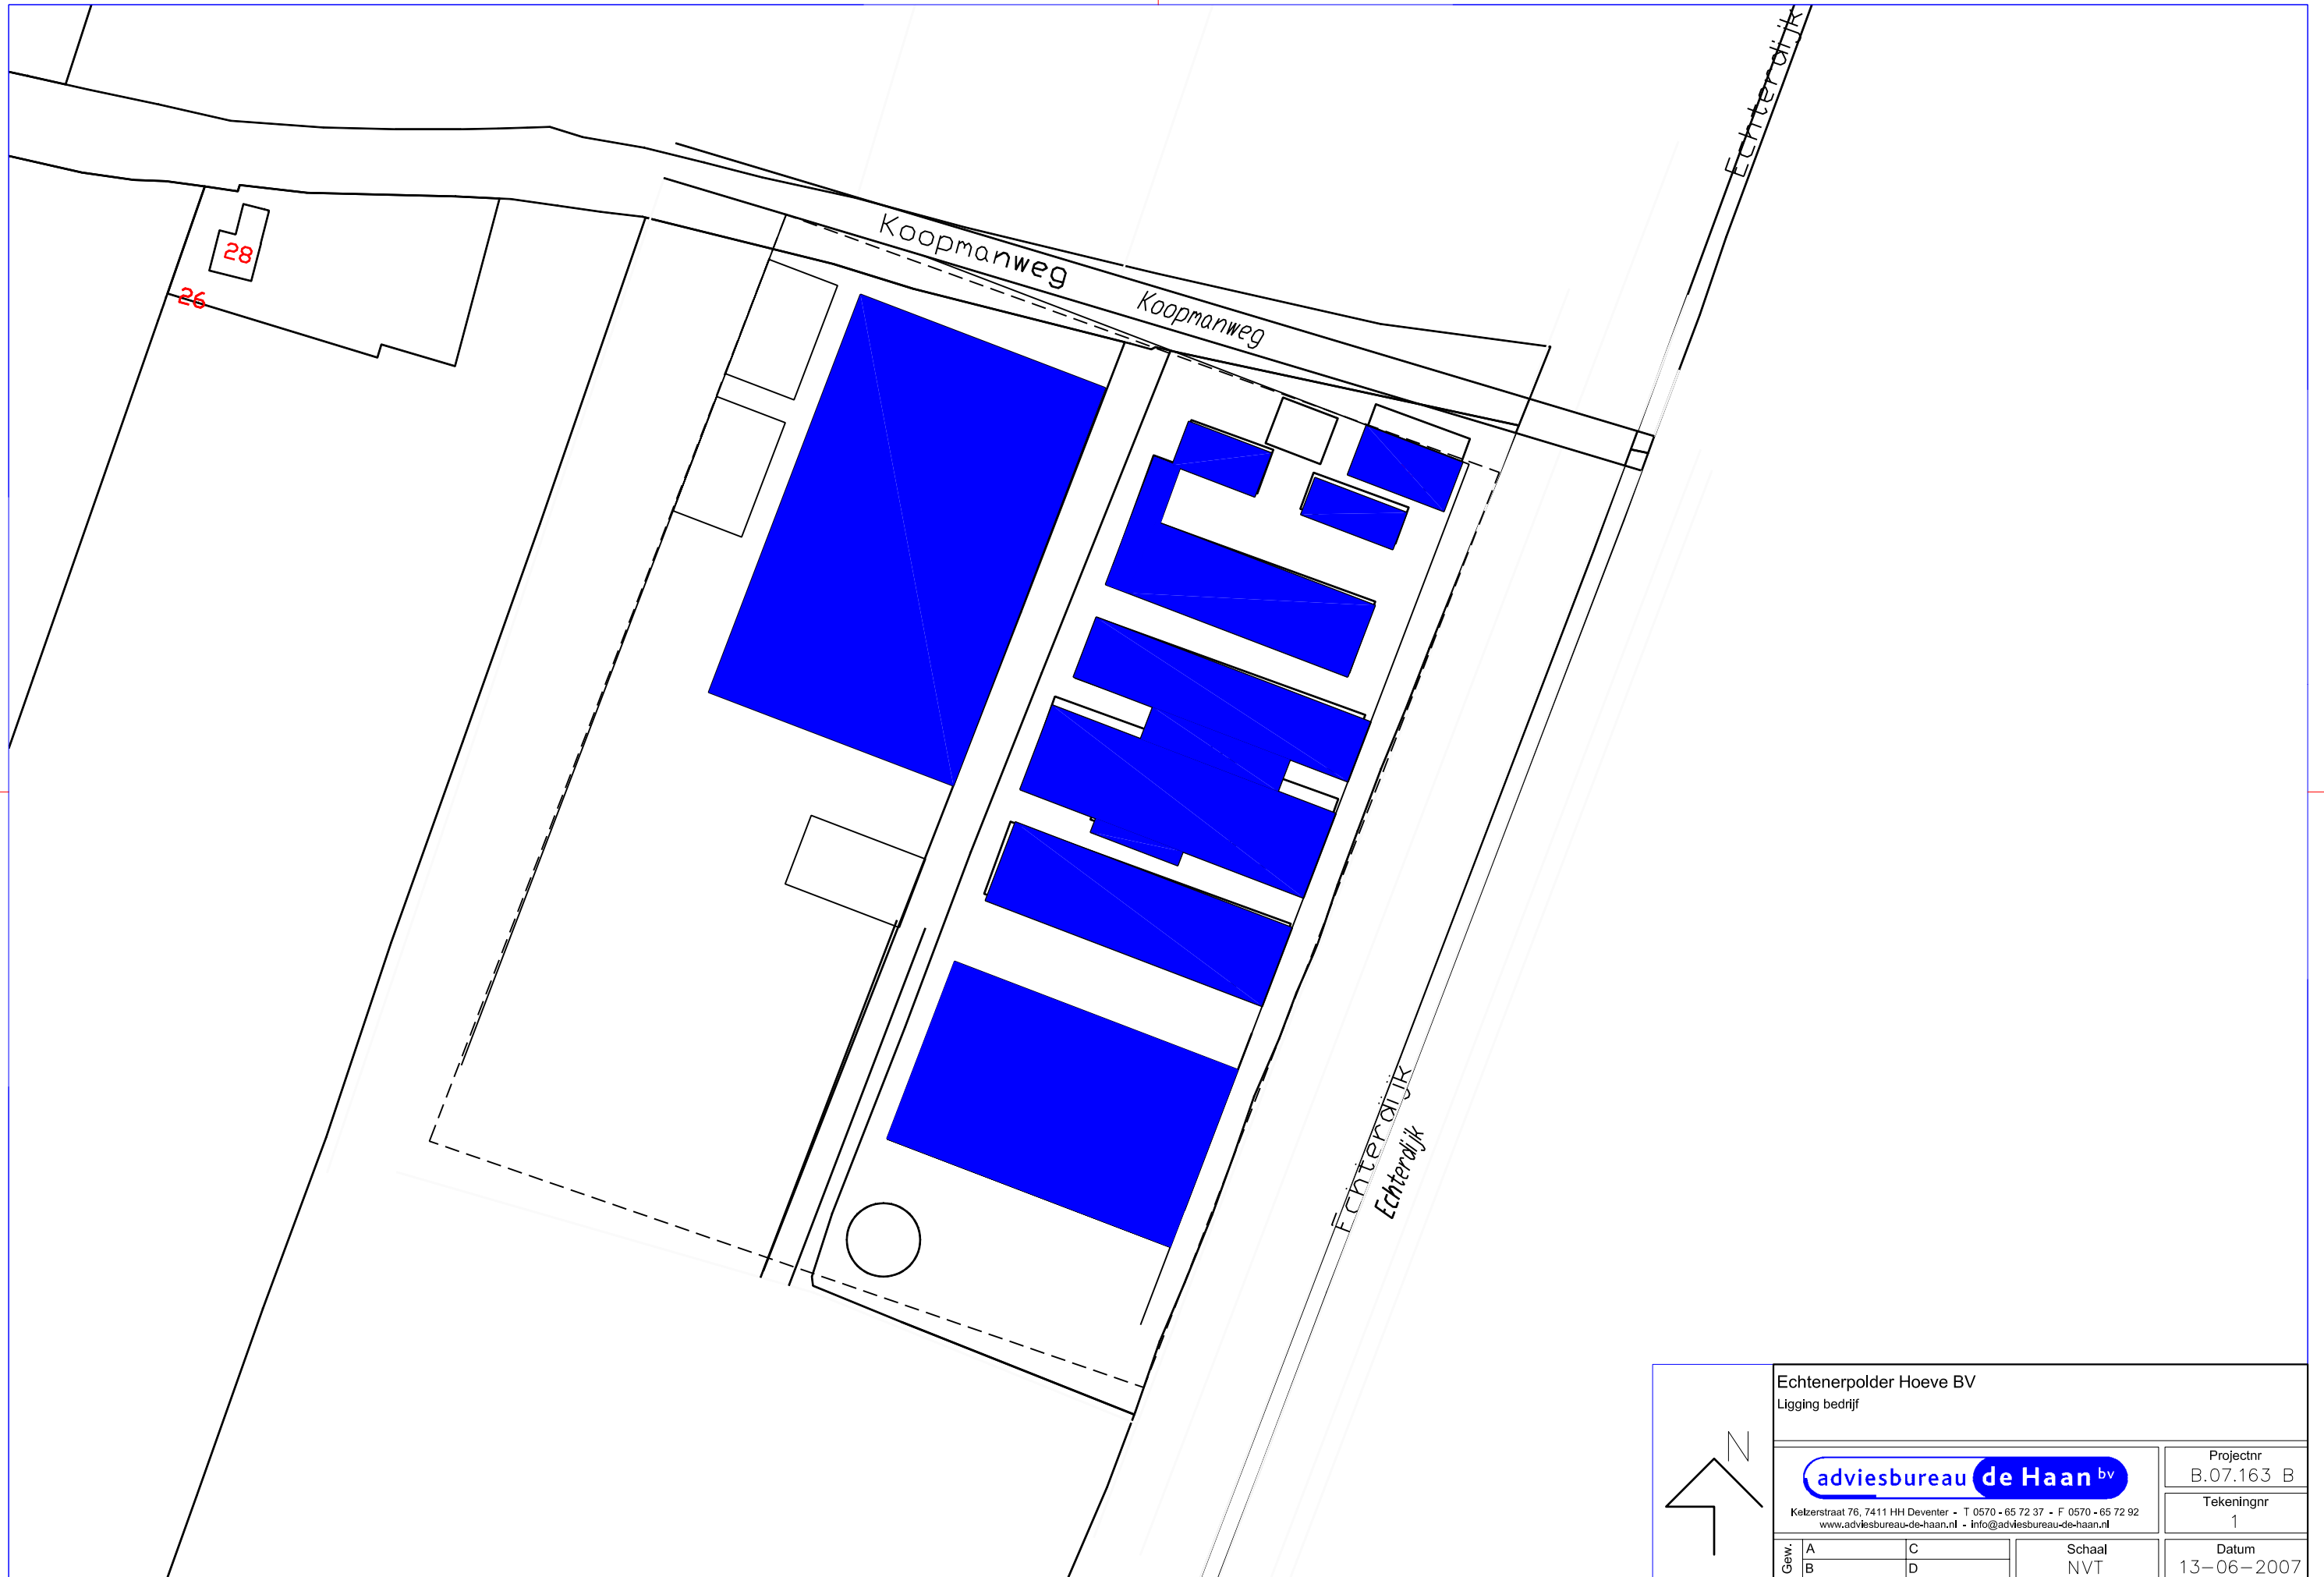 Echterdijk
Koopmanweg
28
Koopmanweg
26
Echterdijk
Echterdijk
Echtenerpolder Hoeve BV
Ligging bedrijf
N
adviesbureau de Haan bv
Projectnr
B.07.163 B
Keizerstraat 76, 7411 HH Deventer - T 0570 - 65 72 37 - F 0570 - 65 72 92
www.adviesbureau-de-haan.nl - info@adviesbureau-de-haan.nl
Tekeningnr
1
Gew.
A
C
B
D
Schaal
NVT
Datum
13-06-2007